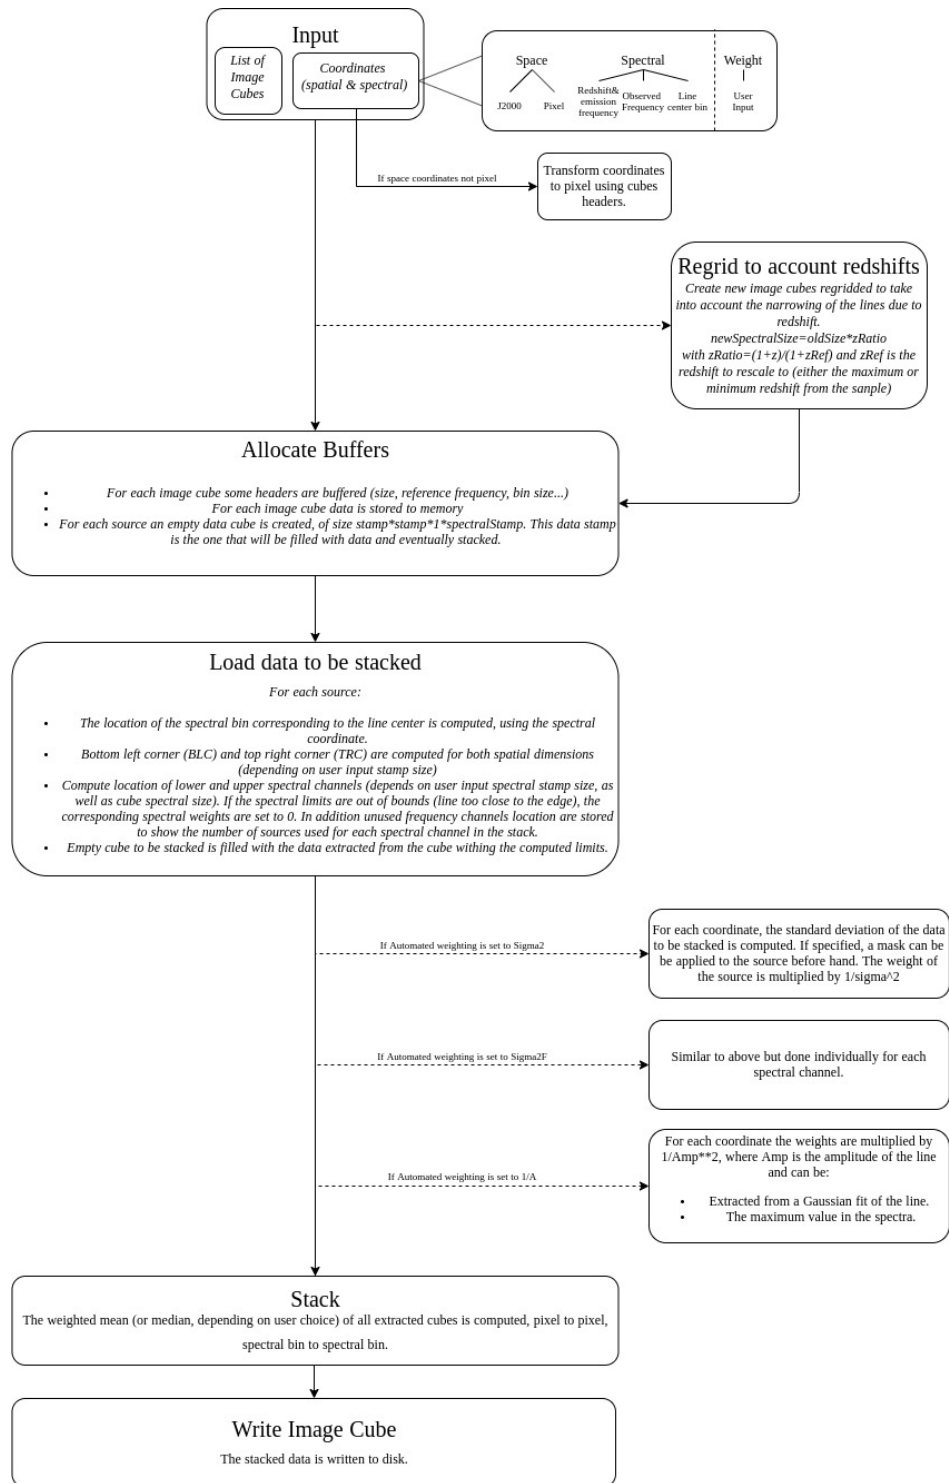 Input
List of
Image
Cubes
Coordinates
(spatial & spectral)
Space
J2000
Pixel
Spectral
Redshift&
emission
frequency
Observed
Frequency
Line
center bin
Weight
User
Input
If space coordinates not pixel
Transform coordinates
to pixel using cubes
headers.
Regrid to account redshifts
Create new image cubes regridded to take
into account the narrowing of the lines due to
redshift.
newSpectralSize=oldSize*zRatio
with zRatio=(1+z)/(1+zRef) and zRef is the
redshift to rescale to (either the maximum or
minimum redshift from the sanple)
Allocate Buffers
▪ For each image cube some headers are buffered (size, reference frequency, bin size...)
▪ For each image cube data is stored to memory
▪ For each source an empty data cube is created, of size stamp*stamp*1*spectralStamp. This data stamp
is the one that will be filled with data and eventually stacked.
Load data to be stacked
For each source:
▪ The location of the spectral bin corresponding to the line center is computed, using the spectral
coordinate.
▪ Bottom left corner (BLC) and top right corner (TRC) are computed for both spatial dimensions
(depending on user input stamp size)
▪ Compute location of lower and upper spectral channels (depends on user input spectral stamp size, as
well as cube spectral size). If the spectral limits are out of bounds (line too close to the edge), the
corresponding spectral weights are set to 0. In addition unused frequency channels location are stored
to show the number of sources used for each spectral channel in the stack.
▪ Empty cube to be stacked is filled with the data extracted from the cube withing the computed limits.
If Automated weighting is set to Sigma2
For each coordinate, the standard deviation of the data
to be stacked is computed. If specified, a mask can be
be applied to the source before hand. The weight of
the source is multiplied by 1/sigma^2
If Automated weighting is set to Sigma2F
Similar to above but done individually for each
spectral channel.
If Automated weighting is set to 1/A
For each coordinate the weights are multiplied by
1/Amp**2, where Amp is the amplitude of the line
and can be:
▪ Extracted from a Gaussian fit of the line.
▪ The maximum value in the spectra.
Stack
The weighted mean (or median, depending on user choice) of all extracted cubes is computed, pixel to pixel,
spectral bin to spectral bin.
Write Image Cube
The stacked data is written to disk.